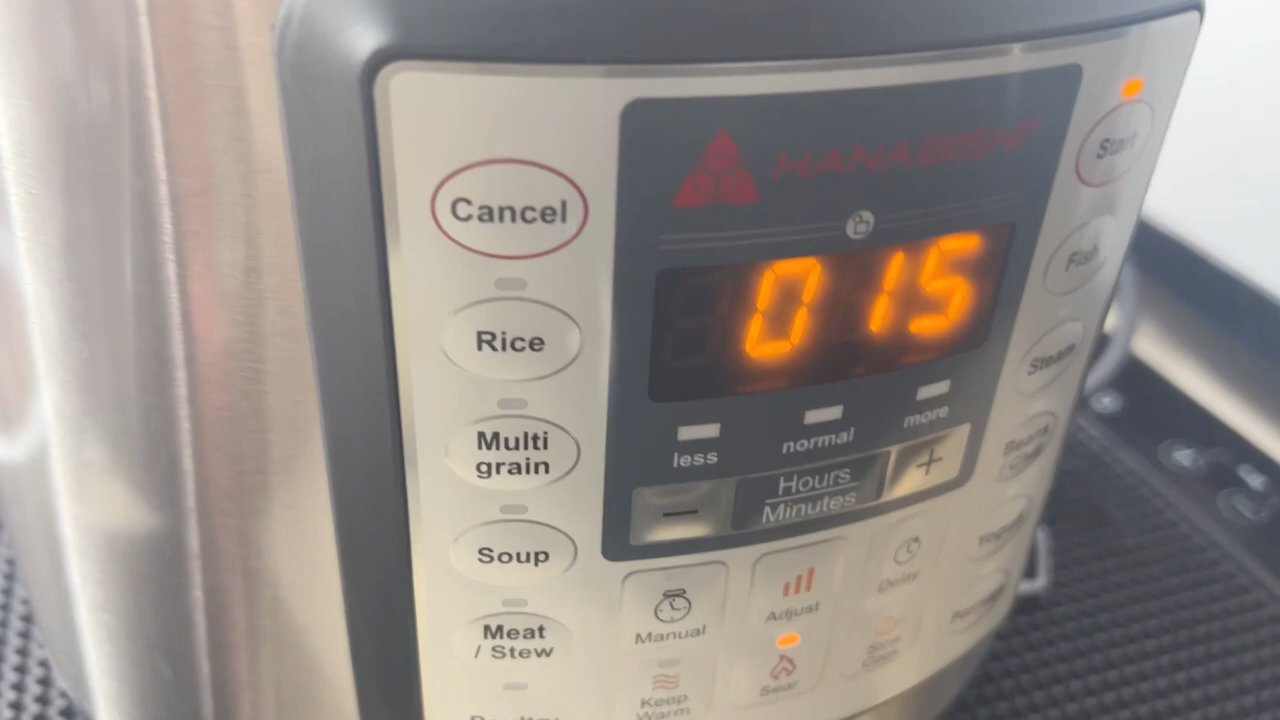 HANABISHI
Start
Cancel
015
Fish
Rice
Steam
less
normal
more
Multi
grain
Beans
- Hours +
Minutes
Soup
Manual
Adjust
Delay
Meat
/ Stew
Sear
Keep
Warm